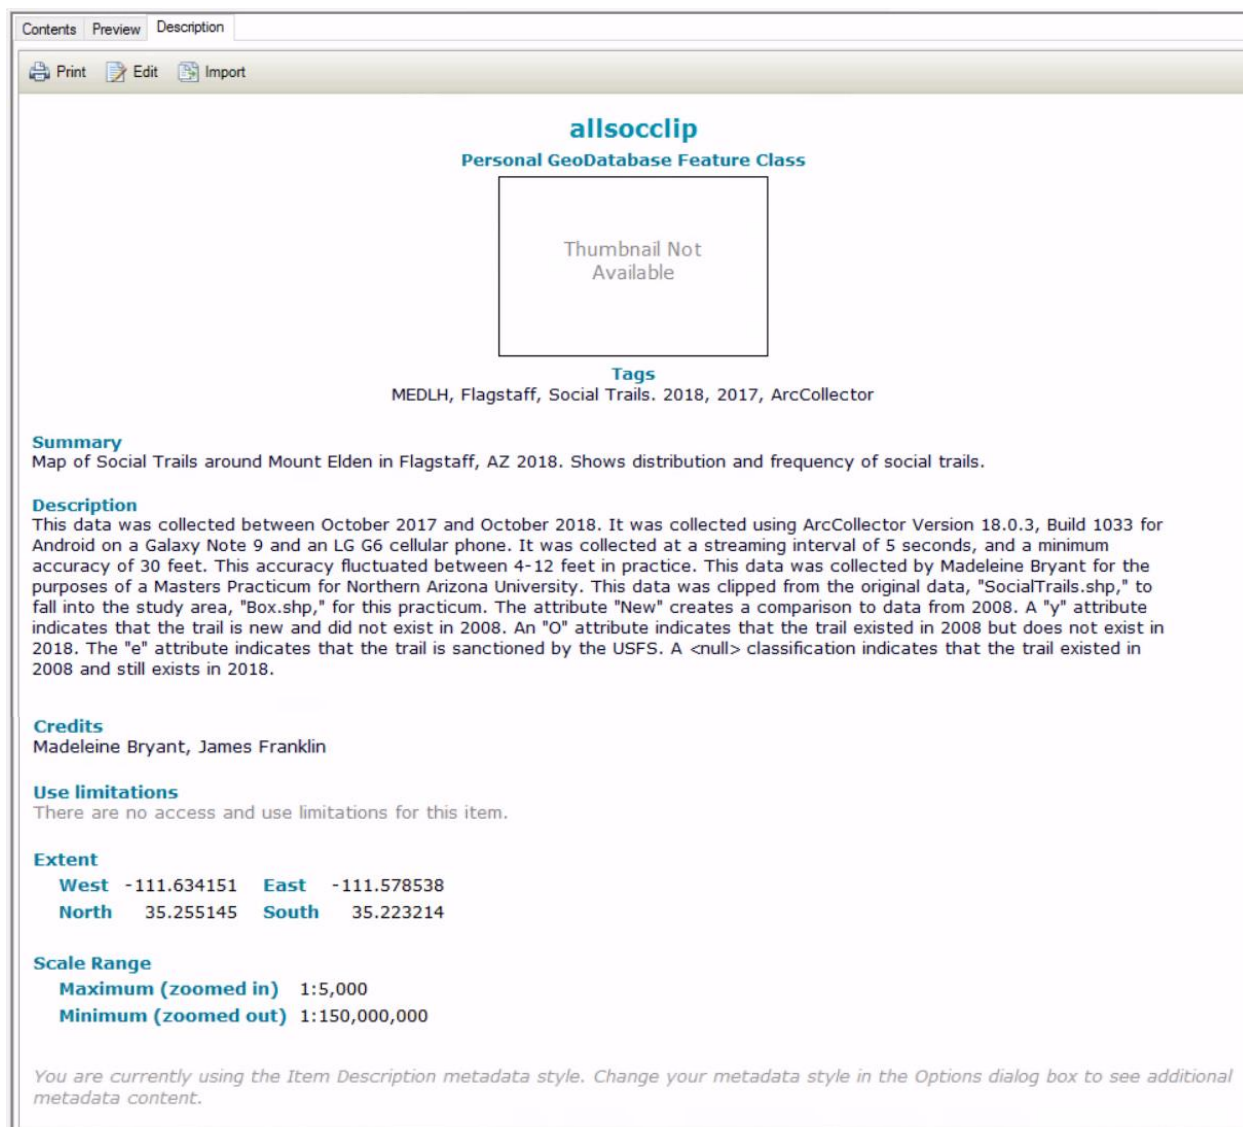 Contents Preview Description
Print Edit Import
allsocclip
Personal GeoDatabase Feature Class
Thumbnail Not
Available
Tags
MEDLH, Flagstaff, Social Trails. 2018, 2017, ArcCollector
Summary
Map of Social Trails around Mount Elden in Flagstaff, AZ 2018. Shows distribution and frequency of social trails.
Description
This data was collected between October 2017 and October 2018. It was collected using ArcCollector Version 18.0.3, Build 1033 for
Android on a Galaxy Note 9 and an LG G6 cellular phone. It was collected at a streaming interval of 5 seconds, and a minimum
accuracy of 30 feet. This accuracy fluctuated between 4-12 feet in practice. This data was collected by Madeleine Bryant for the
purposes of a Masters Practicum for Northern Arizona University. This data was clipped from the original data, "SocialTrails.shp," to
fall into the study area, "Box.shp," for this practicum. The attribute "New" creates a comparison to data from 2008. A "y" attribute
indicates that the trail is new and did not exist in 2008. An "O" attribute indicates that the trail existed in 2008 but does not exist in
2018. The "e" attribute indicates that the trail is sanctioned by the USFS. A <null> classification indicates that the trail existed in
2008 and still exists in 2018.
Credits
Madeleine Bryant, James Franklin
Use limitations
There are no access and use limitations for this item.
Extent
West -111.634151 East -111.578538
North 35.255145 South 35.223214
Scale Range
Maximum (zoomed in) 1:5,000
Minimum (zoomed out) 1:150,000,000
You are currently using the Item Description metadata style. Change your metadata style in the Options dialog box to see additional
metadata content.